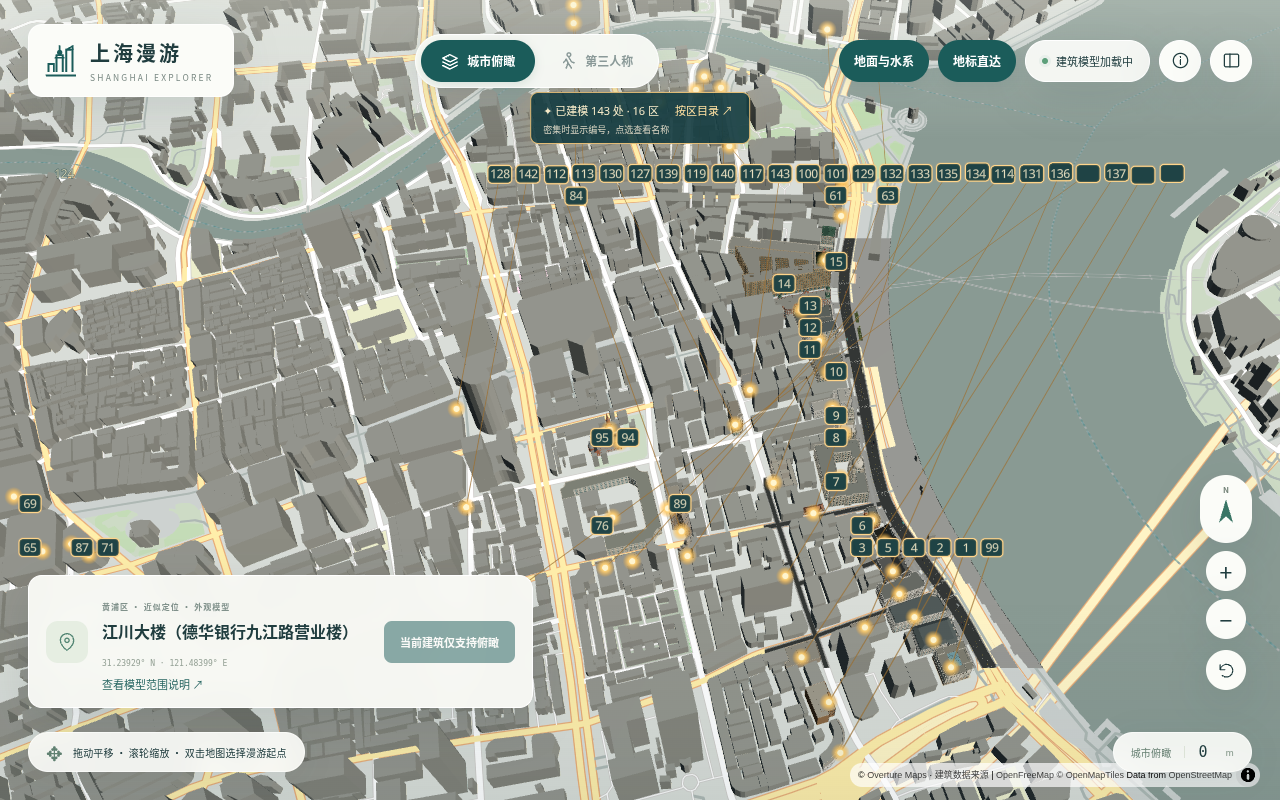 上海漫游
SHANGHAI EXPLORER
城市俯瞰
第三人称
地面与水系
地标直达
建筑模型加载中
✦ 已建模 143 处 · 16 区 按区目录 ↗
密集时显示编号，点选查看名称
128 142 112 113 130 127 139 119 140 117 143 100 101 129 132 133 135 134 114 131 136 137
84 61 63
15
14
13
12
11
10
9
95 94 8
7
69 89
76 6
65 87 71 3 5 4 2 1 99
N
+
−
黄浦区 · 近似定位 · 外观模型
江川大楼（德华银行九江路营业楼）
31.23929° N · 121.48399° E
查看模型范围说明 ↗
当前建筑仅支持俯瞰
拖动平移 · 滚轮缩放 · 双击地图选择漫游起点
城市俯瞰 0 m
© Overture Maps · 建筑数据来源 | OpenFreeMap © OpenMapTiles Data from OpenStreetMap